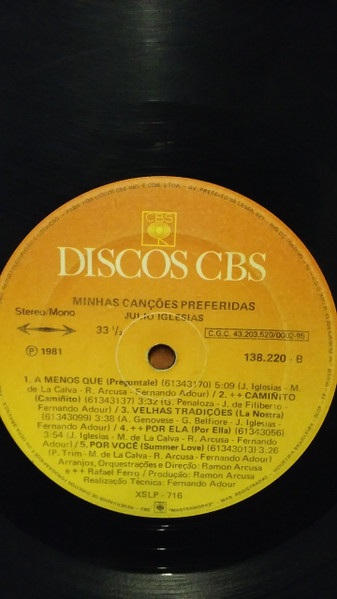 CBS
DISCOS CBS
MINHAS CANÇÕES PREFERIDAS
JULIO IGLESIAS
Stereo/Mono
33 1/
C.G.C. 43.203.520/0002-95
℗ 1981
138.220 - B
1. A MENOS QUE (Preguntale) (61343170) 5:09 (J. Iglesias - M.
de La Calva - R. Arcusa - Fernando Adour) / 2. ++ CAMIÑITO
(Camiñito) (61343137) 3:32 (G. Penaloza - J. de Filiberto -
Fernando Adour) / 3. VELHAS TRADIÇÕES (La Nostra)
(61343099) 3:38 (A. Genovese - G. Belfiore - J. Iglesias -
Fernando Adour) / 4. ++ POR ELA (Por Ella) (61343056)
3:54 (J. Iglesias - M. de La Calva - R. Arcusa - Fernando
Adour) / 5. POR VOCÊ (Summer Love) (61343013) 3:26
(P. Trim - M. de La Calva - R. Arcusa - Fernando Adour)
Arranjos, Orquestrações e Direção: Ramon Arcusa
++ Rafael Ferro / Produção: Ramon Arcusa
Realização Técnica: Fernando Adour
XSLP - 716